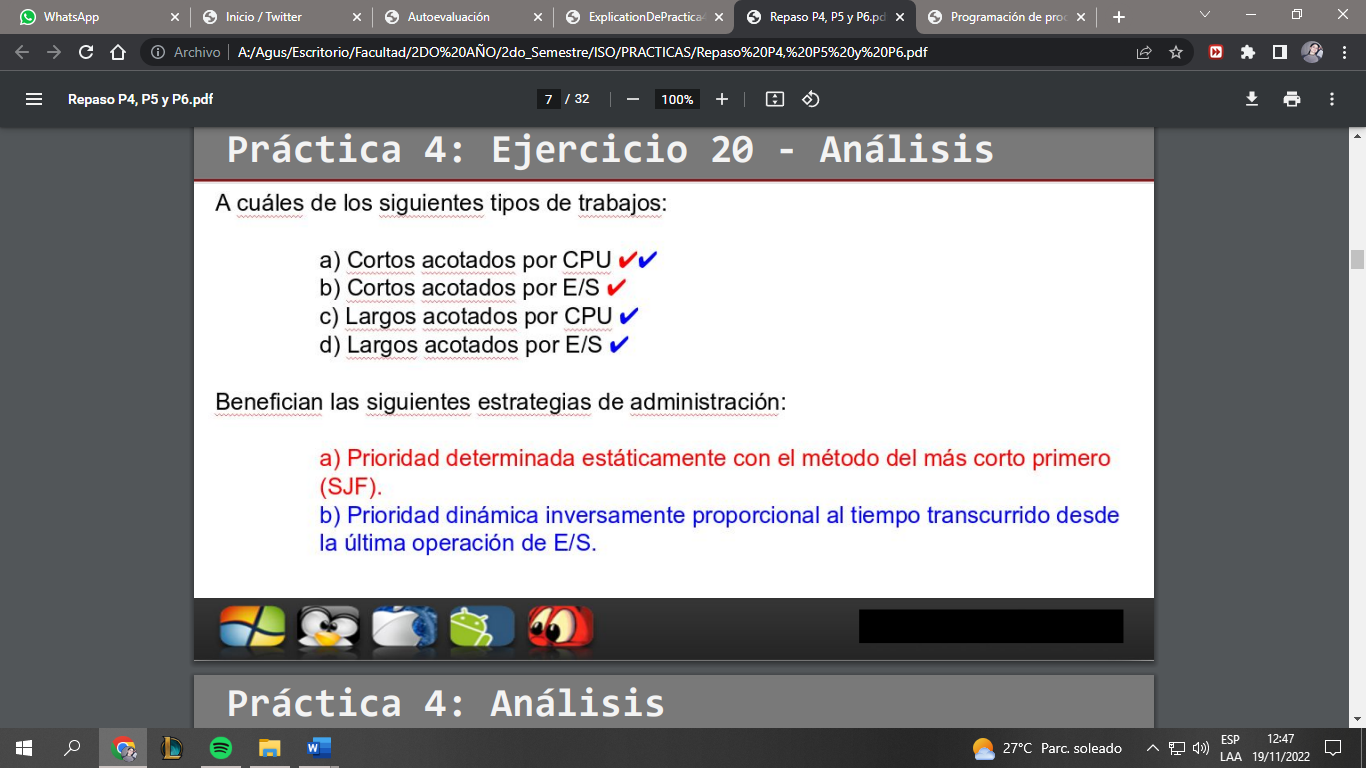 WhatsApp
Inicio / Twitter
Autoevaluación
ExplicationDePractica4
Repaso P4, P5 y P6.pd
Programación de proc
Archivo
A:/Agus/Escritorio/Facultad/2DO%20AÑO/2do_Semestre/ISO/PRACTICAS/Repaso%20P4,%20P5%20y%20P6.pdf
Repaso P4, P5 y P6.pdf
7 / 32
100%
Práctica 4: Ejercicio 20 - Análisis
A cuáles de los siguientes tipos de trabajos:
a) Cortos acotados por CPU ✔✔
b) Cortos acotados por E/S ✔
c) Largos acotados por CPU ✔
d) Largos acotados por E/S ✔
Benefician las siguientes estrategias de administración:
a) Prioridad determinada estáticamente con el método del más corto primero
(SJF).
b) Prioridad dinámica inversamente proporcional al tiempo transcurrido desde
la última operación de E/S.
Práctica 4: Análisis
27°C Parc. soleado
ESP
LAA
12:47
19/11/2022